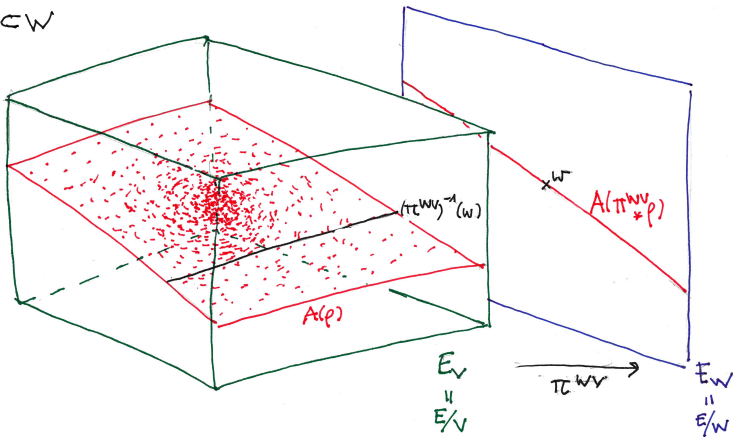 ⊂W
(π^{WV})^{-1}(w)
w
A(π^{WV}_*ρ)
A(ρ)
E_V
=
E/V
π^{WV}
E_W
=
E/W